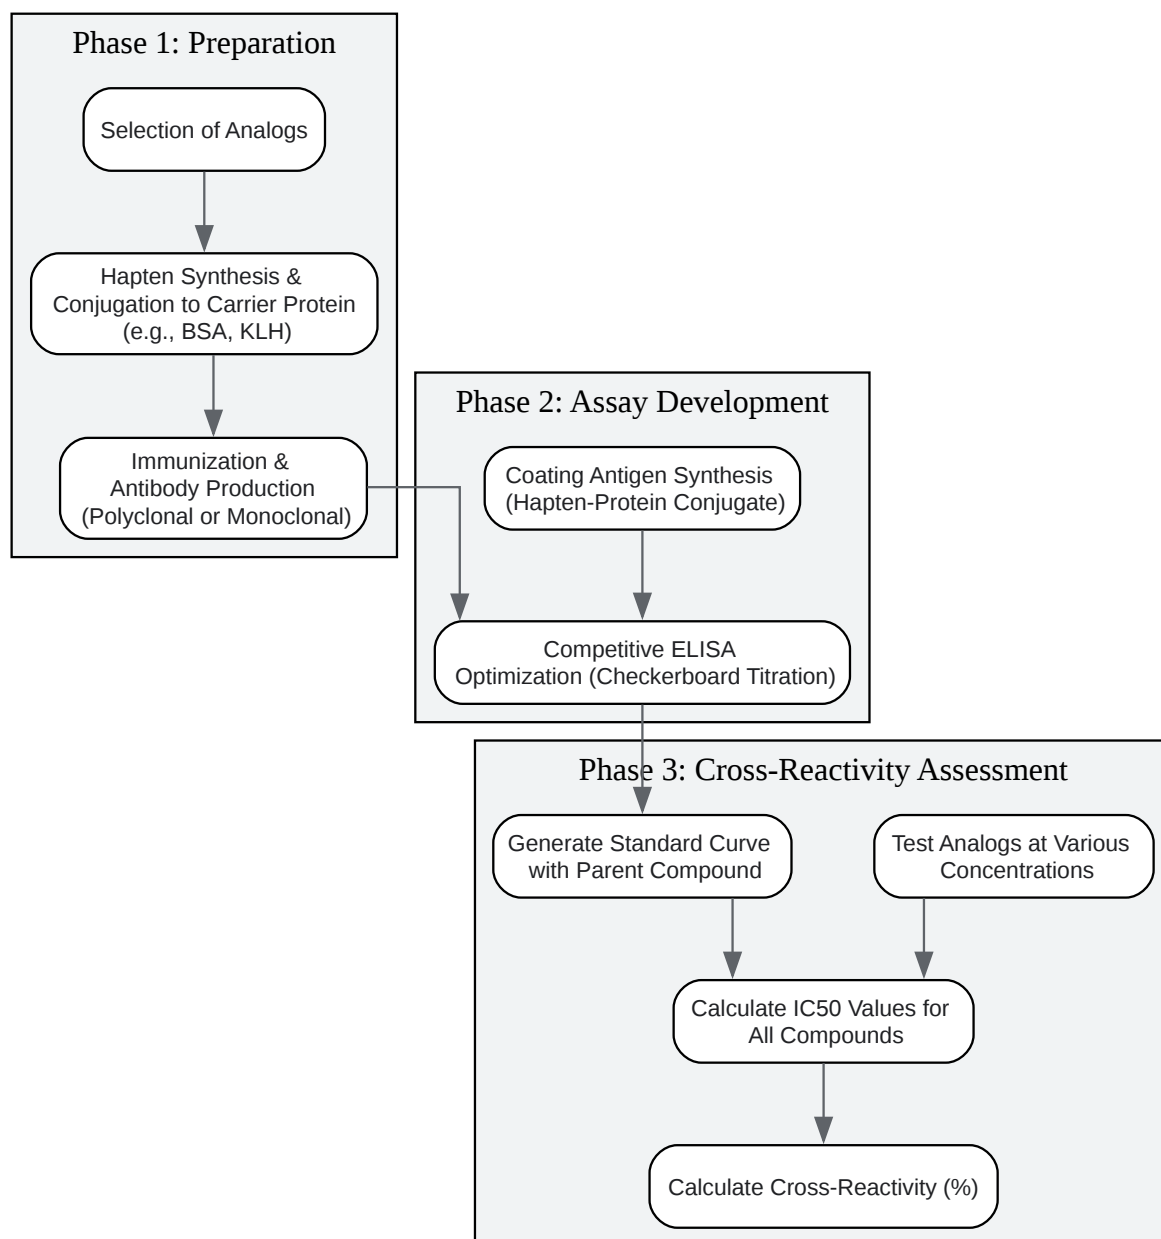 Phase 1: Preparation
Selection of Analogs
Hapten Synthesis &
Conjugation to Carrier Protein
(e.g., BSA, KLH)
Immunization &
Antibody Production
(Polyclonal or Monoclonal)
Phase 2: Assay Development
Coating Antigen Synthesis
(Hapten-Protein Conjugate)
Competitive ELISA
Optimization (Checkerboard Titration)
Phase 3: Cross-Reactivity Assessment
Generate Standard Curve
with Parent Compound
Test Analogs at Various
Concentrations
Calculate IC50 Values for
All Compounds
Calculate Cross-Reactivity (%)